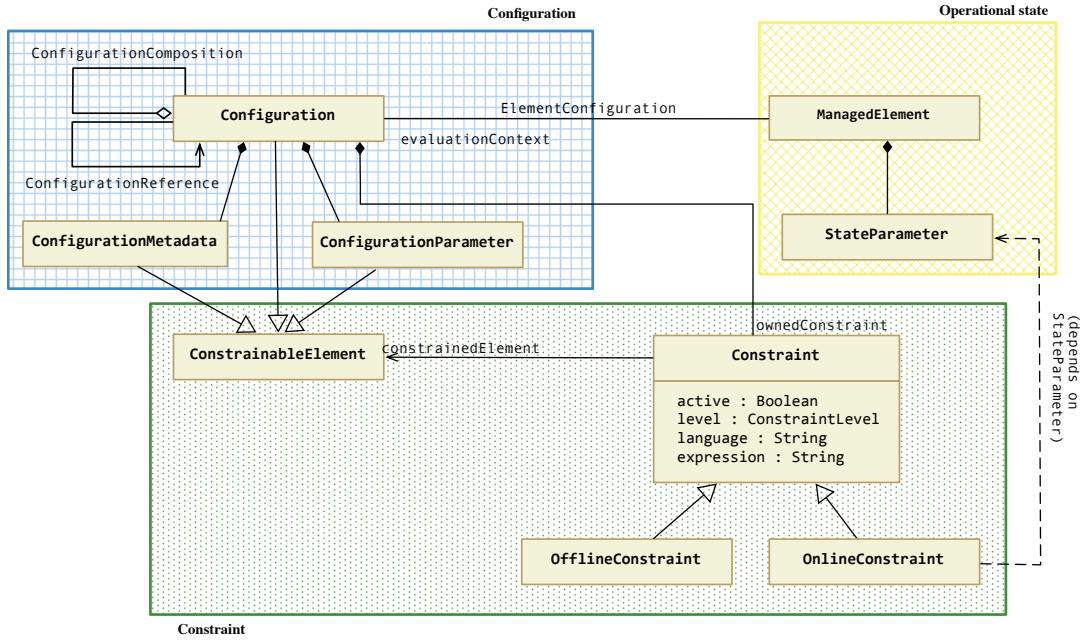 Configuration
Operational state
ConfigurationComposition
Configuration
ElementConfiguration
ManagedElement
evaluationContext
ConfigurationReference
ConfigurationMetadata
ConfigurationParameter
StateParameter
ownedConstraint
(depends on
StateParameter)
ConstrainableElement
constrainedElement
Constraint
active : Boolean
level : ConstraintLevel
language : String
expression : String
OfflineConstraint
OnlineConstraint
Constraint